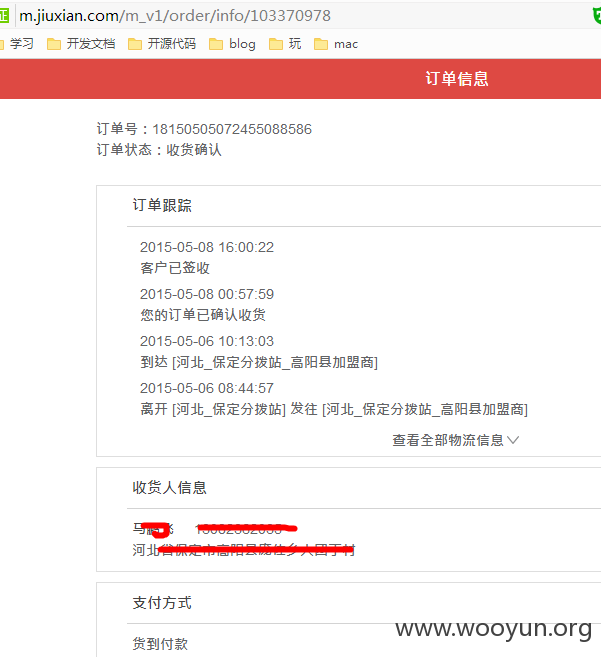 m.jiuxian.com/m_v1/order/info/103370978
学习 开发文档 开源代码 blog 玩 mac
订单信息
订单号：18150505072455088586
订单状态：收货确认
订单跟踪
2015-05-08 16:00:22
客户已签收
2015-05-08 00:57:59
您的订单已确认收货
2015-05-06 10:13:03
到达 [河北_保定分拨站_高阳县加盟商]
2015-05-06 08:44:57
离开 [河北_保定分拨站] 发往 [河北_保定分拨站_高阳县加盟商]
查看全部物流信息
收货人信息
马
河北
支付方式
www.wooyun.org
货到付款